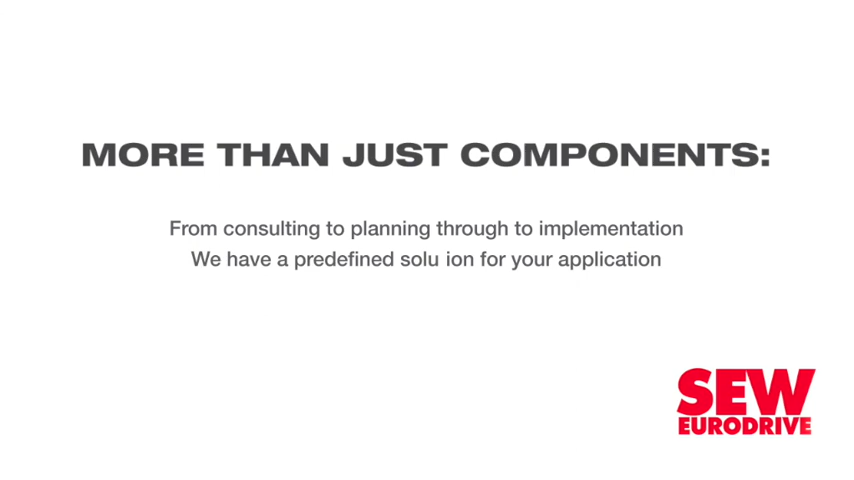 MORE THAN JUST COMPONENTS:
From consulting to planning through to implementation
We have a predefined solu ion for your application
SEW
EURODRIVE